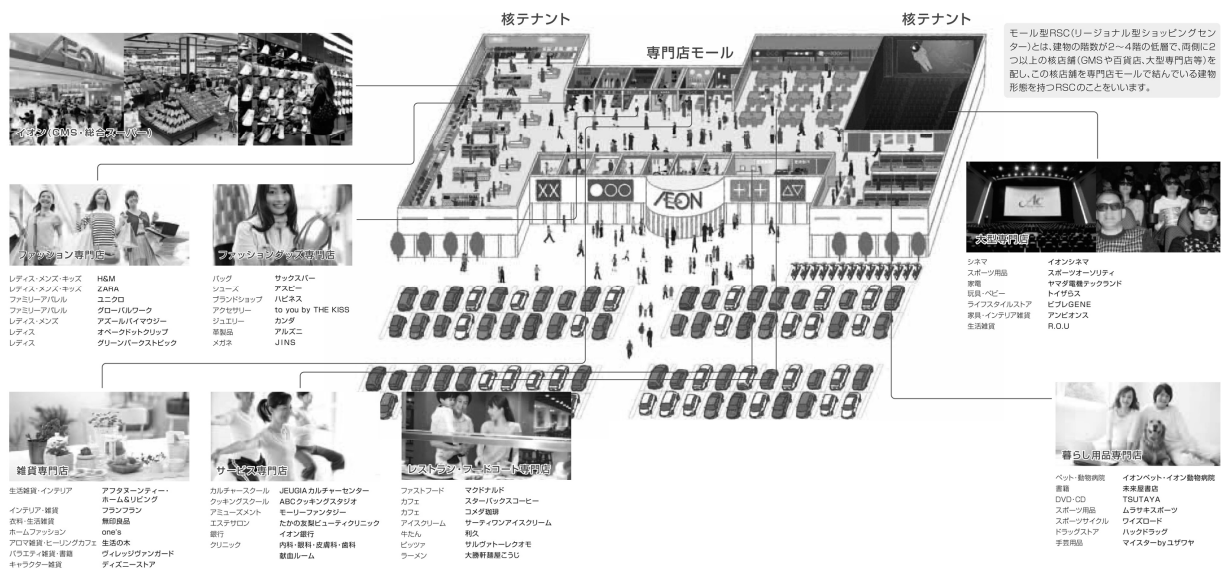 核テナント
核テナント
専門店モール
モール型RSC(リージョナル型ショッピングセン
ター)とは、建物の階数が2〜4階の低層で、両側に2
つ以上の核店舗(GMSや百貨店、大型専門店等)を
配し、この核店舗を専門店モールで結んでいる建物
形態を持つRSCのことをいいます。
AEON
イオン(GMS・総合スーパー)
XX
●○○
AEON
ファッション専門店
レディス・メンズ・キッズ H&M
レディス・メンズ・キッズ ZARA
ファミリーアパレル ユニクロ
ファミリーアパレル グローバルワーク
レディス・メンズ アズールバイマウジー
レディス オペークドットクリップ
レディス グリーンパークストピック
ファッショングッズ専門店
バッグ サックスバー
シューズ アスビー
ブランドショップ ハピネス
アクセサリー to you by THE KISS
ジュエリー カンダ
革製品 アルズニ
メガネ JINS
大型専門店
シネマ イオンシネマ
スポーツ用品 スポーツオーソリティ
家電 ヤマダ電機テックランド
玩具・ベビー トイザらス
ライフスタイルストア ビブレGENE
家具・インテリア雑貨 アンビオンス
生活雑貨 R.O.U
雑貨専門店
生活雑貨・インテリア アフタヌーンティー・
ホーム&リビング
インテリア・雑貨 フランフラン
衣料・生活雑貨 無印良品
ホームファッション one's
アロマ雑貨・ヒーリングカフェ 生活の木
バラエティ雑貨・書籍 ヴィレッジヴァンガード
キャラクター雑貨 ディズニーストア
サービス専門店
カルチャースクール JEUGIAカルチャーセンター
クッキングスクール ABCクッキングスタジオ
アミューズメント モーリーファンタジー
エステサロン たかの友梨ビューティクリニック
銀行 イオン銀行
クリニック 内科・眼科・皮膚科・歯科
献血ルーム
レストラン・フードコート専門店
ファストフード マクドナルド
カフェ スターバックスコーヒー
カフェ コメダ珈琲
アイスクリーム サーティワンアイスクリーム
牛たん 利久
ピッツァ サルヴァトーレクオモ
ラーメン 大勝軒麺屋こうじ
暮らし用品専門店
ペット・動物病院 イオンペット・イオン動物病院
書籍 未来屋書店
DVD・CD TSUTAYA
スポーツ用品 ムラサキスポーツ
スポーツサイクル ワイズロード
ドラッグストア ハックドラッグ
手芸用品 マイスターbyユザワヤ